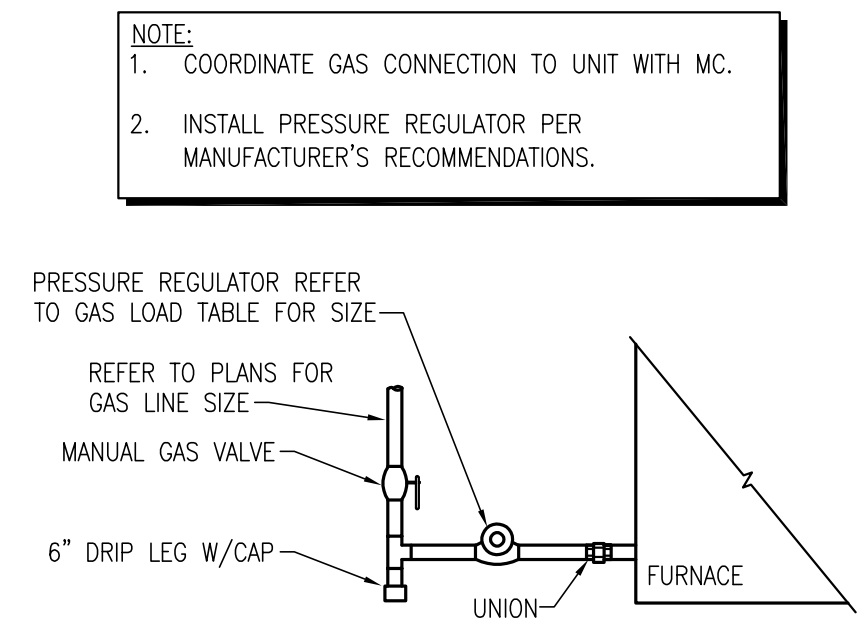 NOTE:
1. COORDINATE GAS CONNECTION TO UNIT WITH MC.
2. INSTALL PRESSURE REGULATOR PER
MANUFACTURER'S RECOMMENDATIONS.
PRESSURE REGULATOR REFER
TO GAS LOAD TABLE FOR SIZE
REFER TO PLANS FOR
GAS LINE SIZE
MANUAL GAS VALVE
6" DRIP LEG W/CAP
UNION
FURNACE